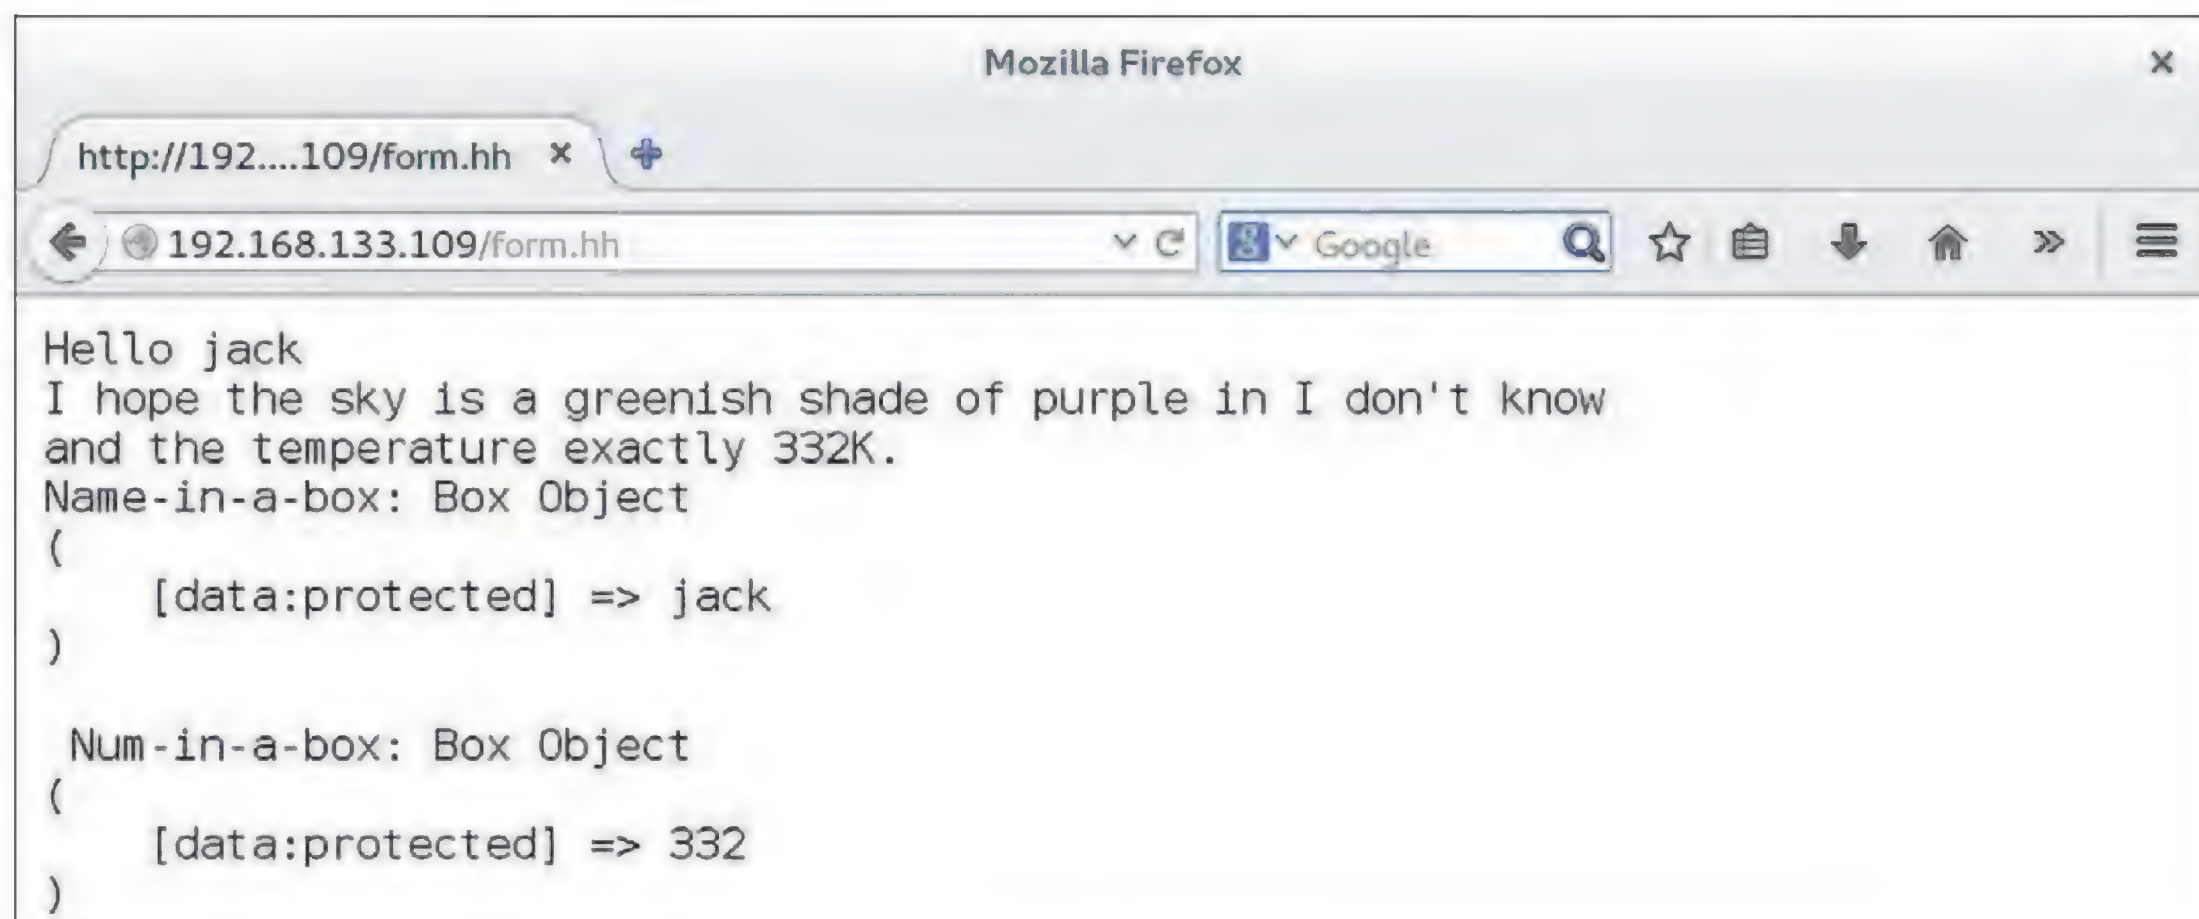 Mozilla Firefox
http://192....109/form.hh
192.168.133.109/form.hh
Google
Hello jack
I hope the sky is a greenish shade of purple in I don't know
and the temperature exactly 332K.
Name-in-a-box: Box Object
(
    [data:protected] => jack
)
 Num-in-a-box: Box Object
(
    [data:protected] => 332
)